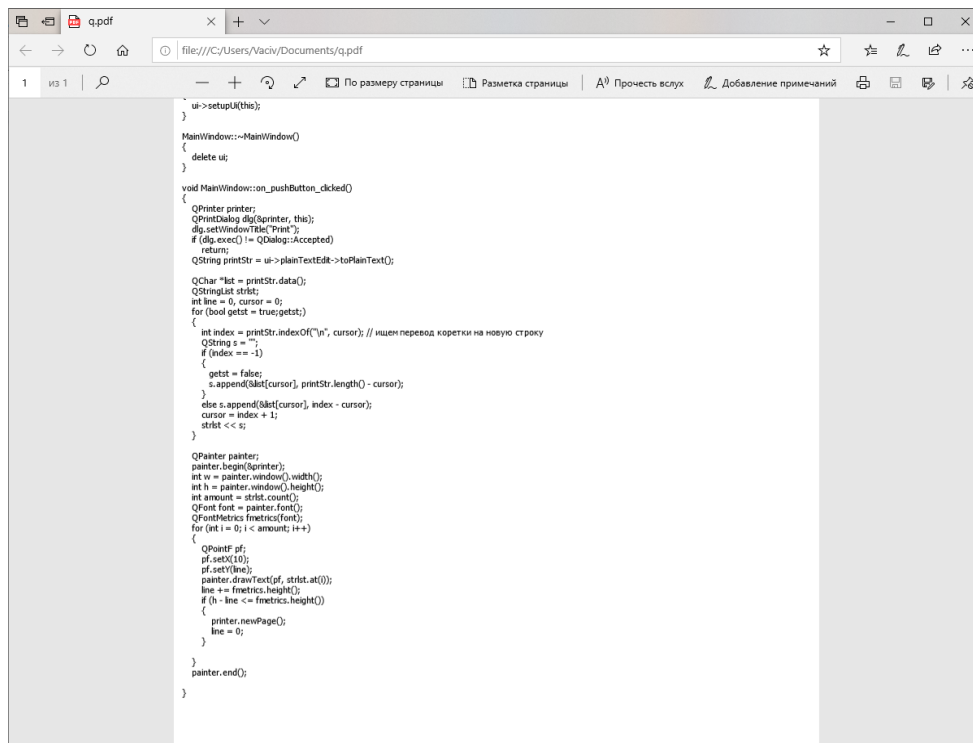 q.pdf
file:///C:/Users/Vaciv/Documents/q.pdf
1 из 1 По размеру страницы Разметка страницы Прочесть вслух Добавление примечаний
ui->setupUi(this);
}
MainWindow::~MainWindow()
{
delete ui;
}
void MainWindow::on_pushButton_clicked()
{
QPrinter printer;
QPrintDialog dlg(&printer, this);
dlg.setWindowTitle("Print");
if (dlg.exec() != QDialog::Accepted)
return;
QString printStr = ui->plainTextEdit->toPlainText();
QChar *list = printStr.data();
QStringList strlst;
int line = 0, cursor = 0;
for (bool getst = true;getst;)
{
int index = printStr.indexOf("\n", cursor); // ищем перевод коретки на новую строку
QString s = "";
if (index == -1)
{
getst = false;
s.append(&list[cursor], printStr.length() - cursor);
}
else s.append(&list[cursor], index - cursor);
cursor = index + 1;
strlst << s;
}
QPainter painter;
painter.begin(&printer);
int w = painter.window().width();
int h = painter.window().height();
int amount = strlst.count();
QFont font = painter.font();
QFontMetrics fmetrics(font);
for (int i = 0; i < amount; i++)
{
QPointF pf;
pf.setX(10);
pf.setY(line);
painter.drawText(pf, strlst.at(i));
line += fmetrics.height();
if (h - line <= fmetrics.height())
{
printer.newPage();
line = 0;
}
}
painter.end();
}